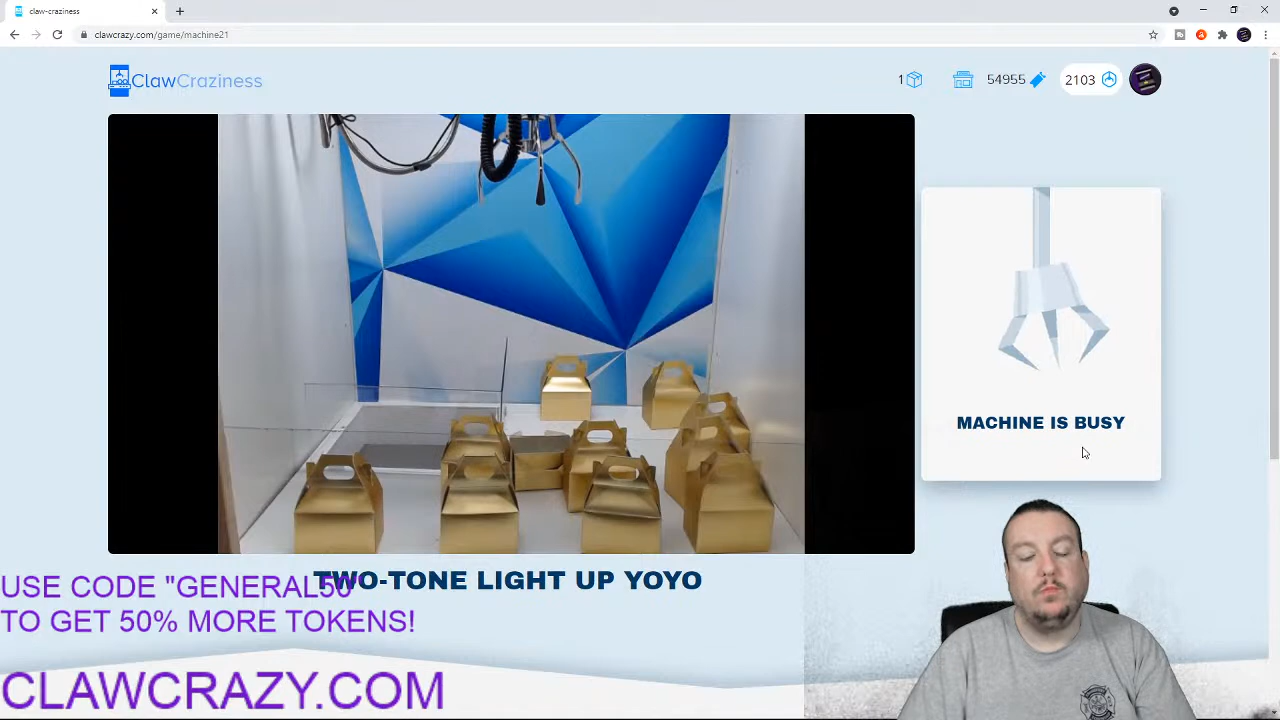 claw-craziness
clawcrazy.com/game/machine21
ClawCraziness
1
54955
2103
MACHINE IS BUSY
TWO-TONE LIGHT UP YOYO
USE CODE "GENERAL50"
TO GET 50% MORE TOKENS!
CLAWCRAZY.COM